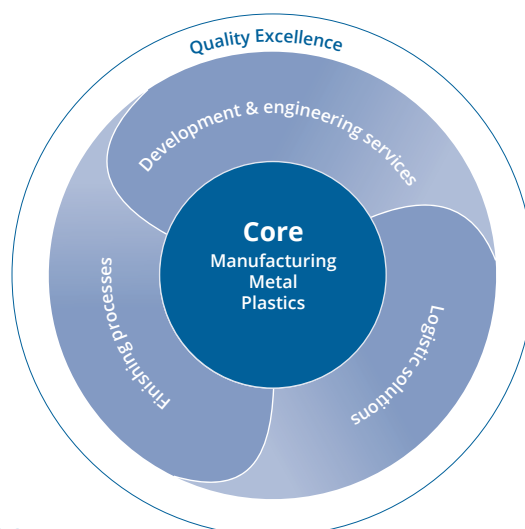 Quality Excellence
Development & engineering services
Core
Manufacturing
Metal
Plastics
Finishing processes
Logistic solutions